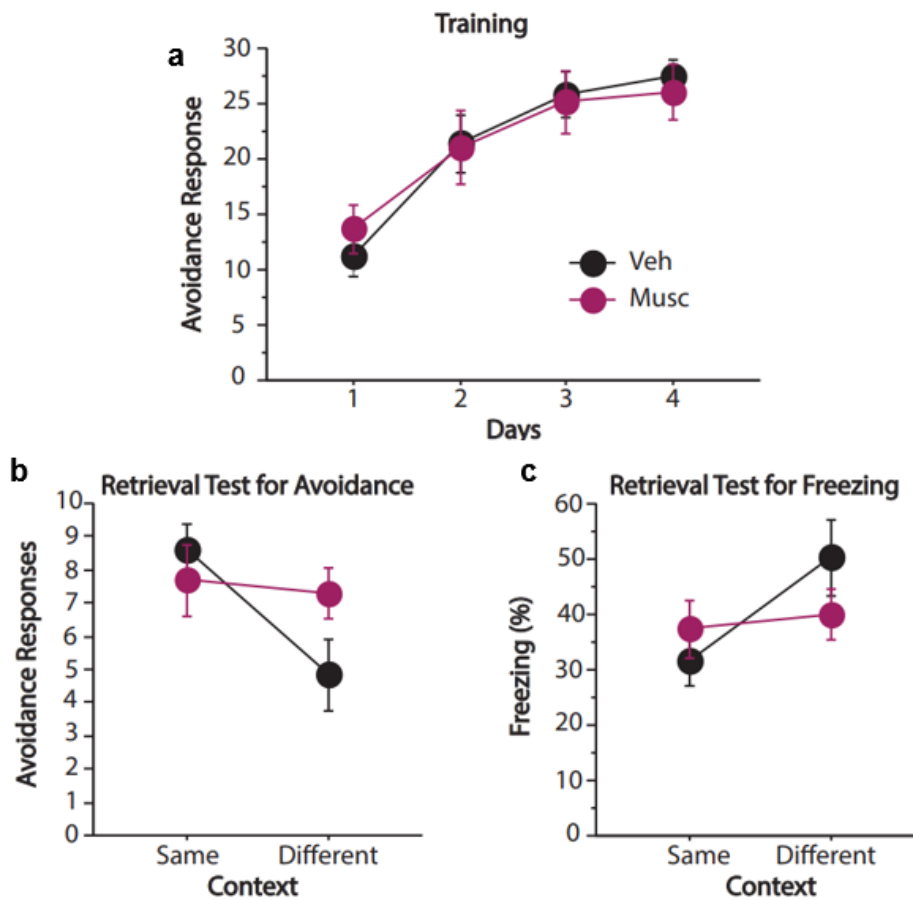 Training
a
Avoidance Response
30
25
20
15
10
5
0
Veh
Musc
1 2 3 4
Days
b
Retrieval Test for Avoidance
Avoidance Responses
10
9
8
7
6
5
4
3
2
1
0
Same Different
Context
c
Retrieval Test for Freezing
Freezing (%)
60
50
40
30
20
10
0
Same Different
Context